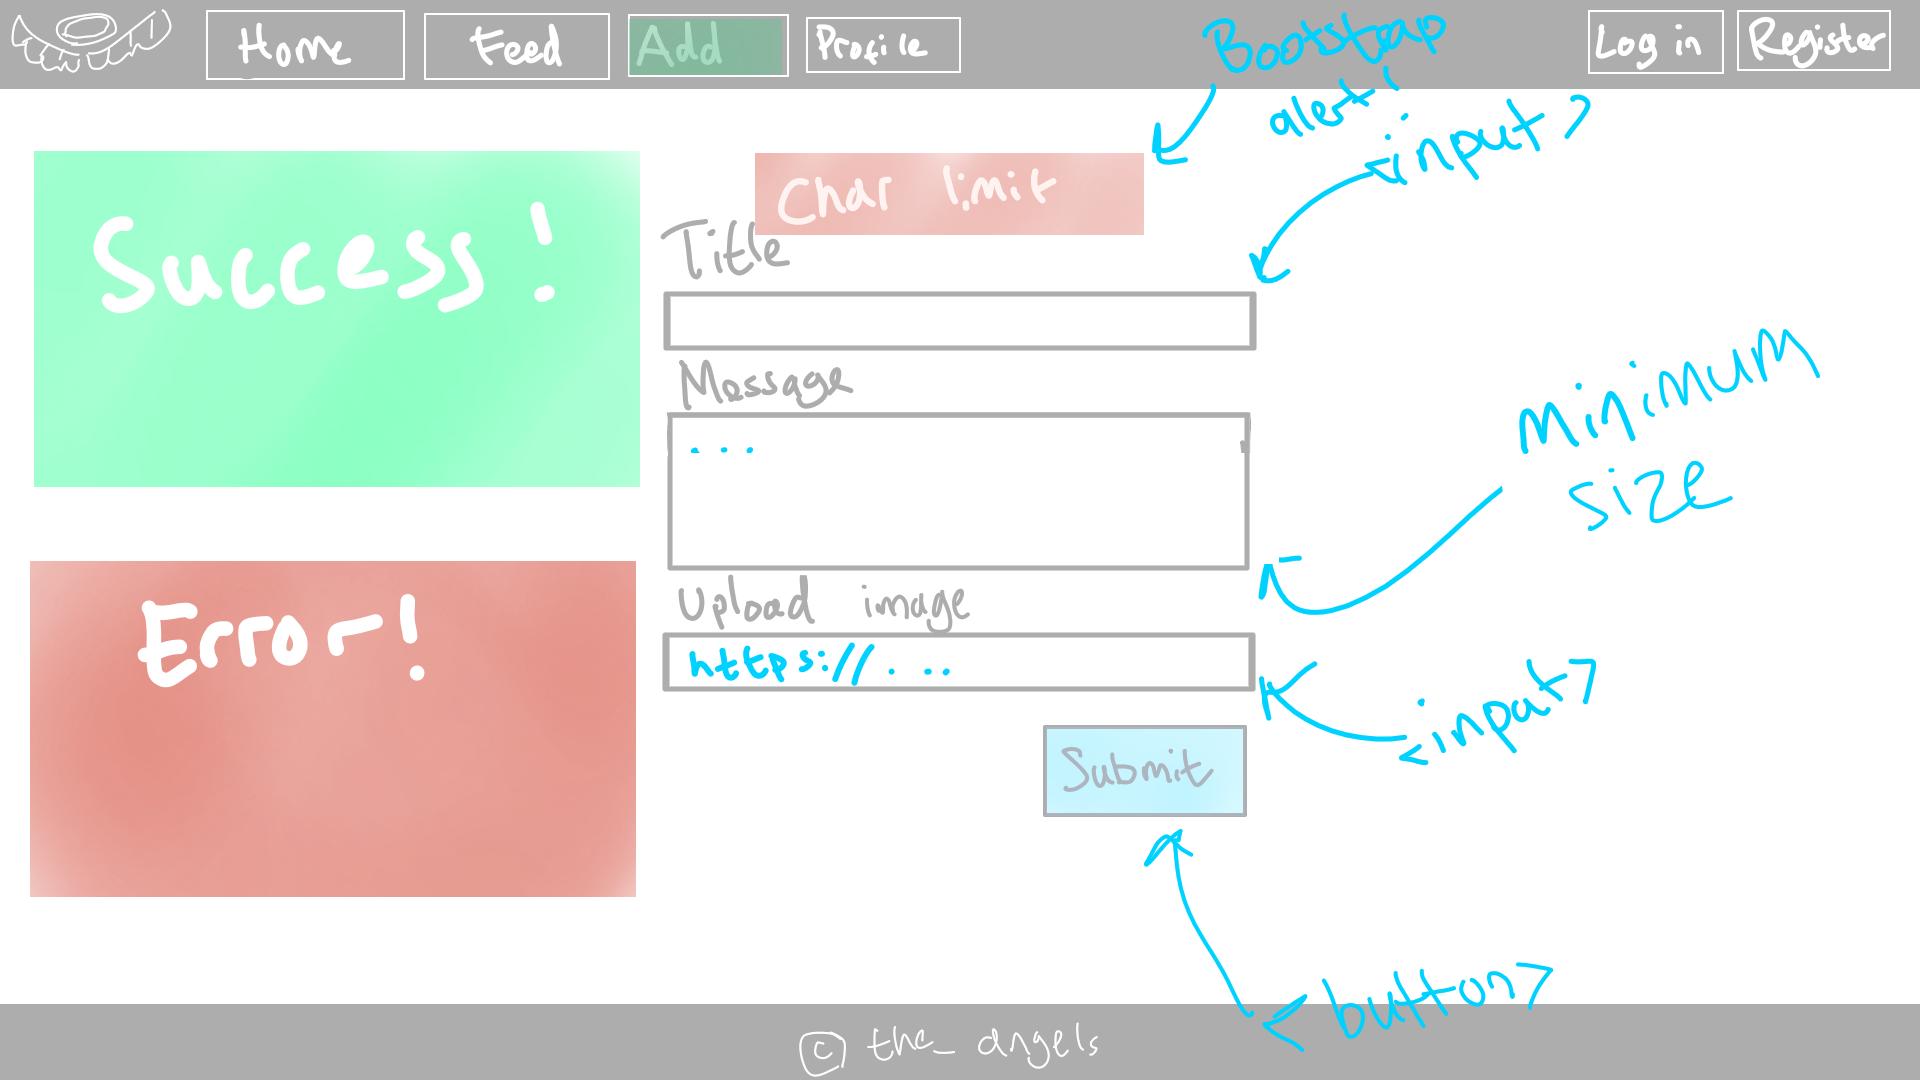 Home Feed Add Profile Log in Register
Bootstrap
alert!
<input>
Char limit
Success!
Title
Message
...
minimum
size
Upload image
https://...
Error!
<input>
Submit
<button>
© the_angels